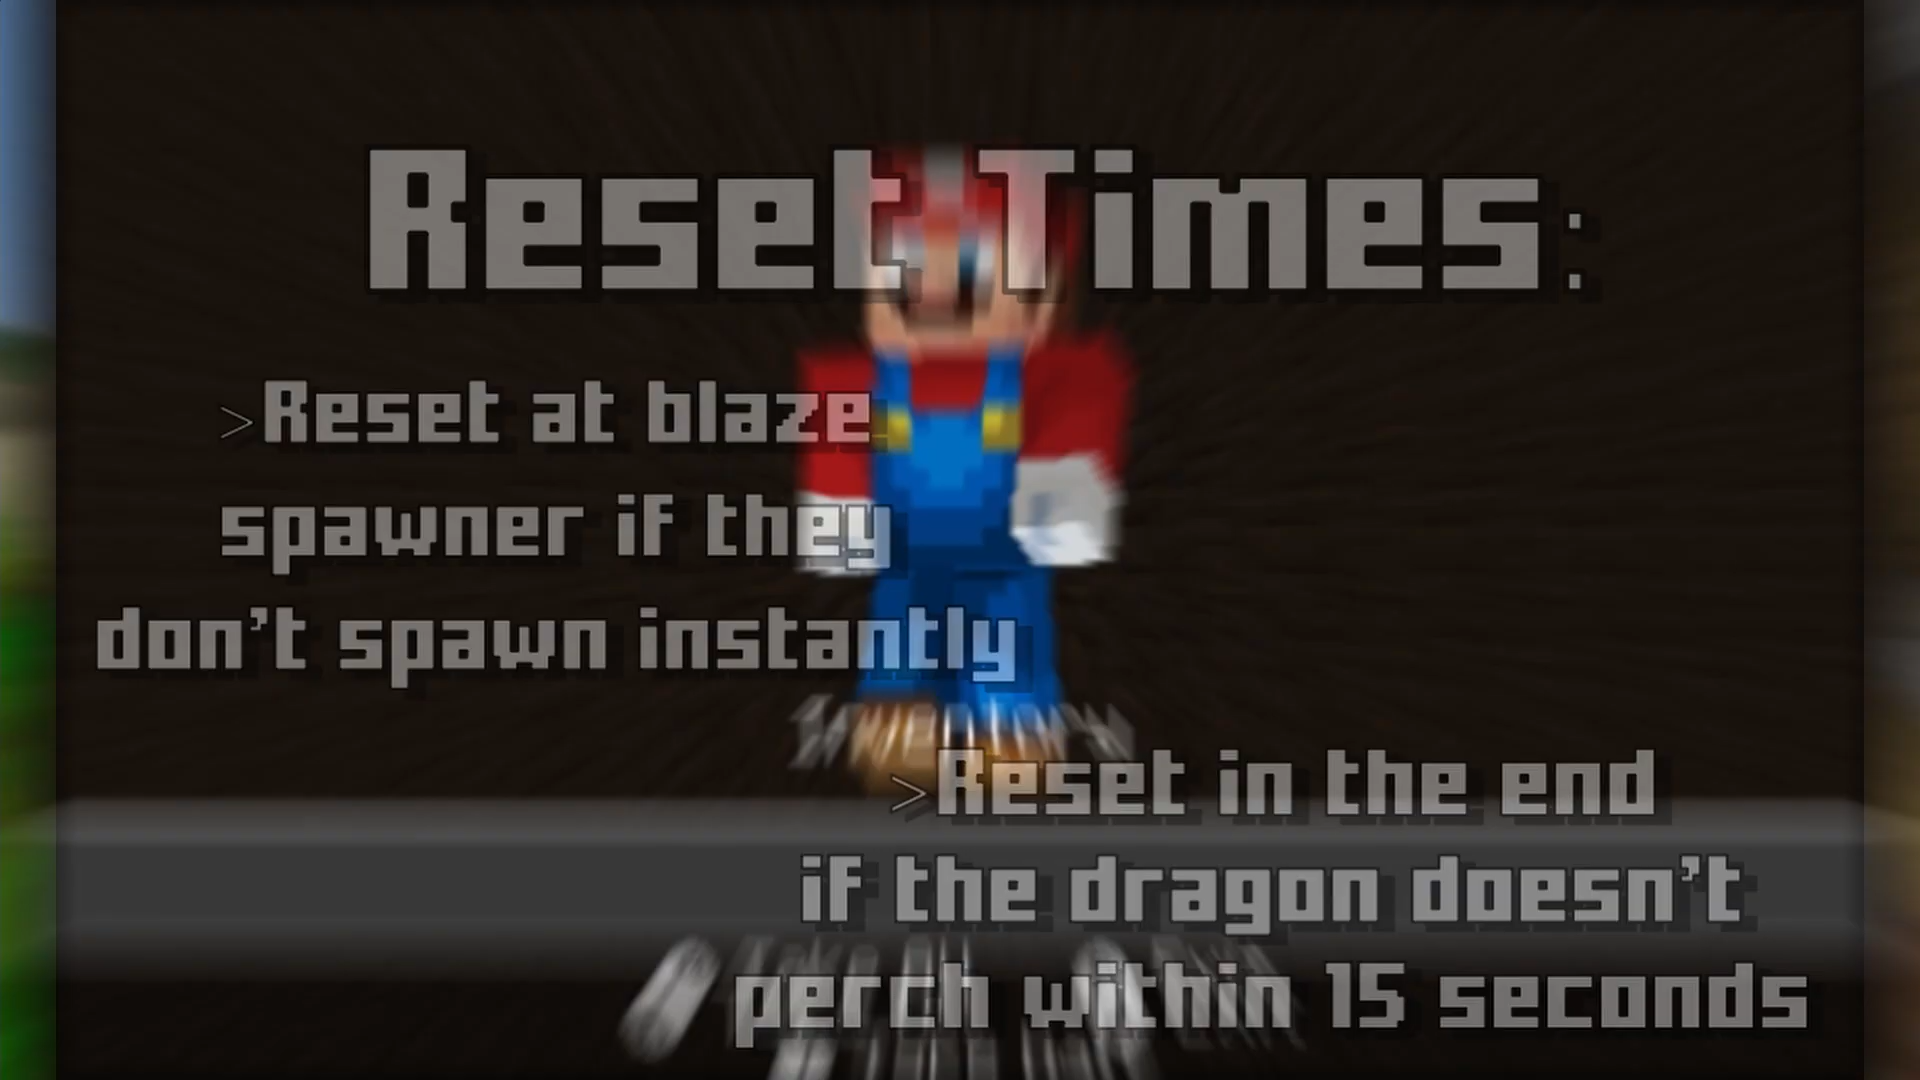 Reset Times:
>Reset at blaze
spawner if they
don't spawn instantly
>Reset in the end
if the dragon doesn't
perch within 15 seconds